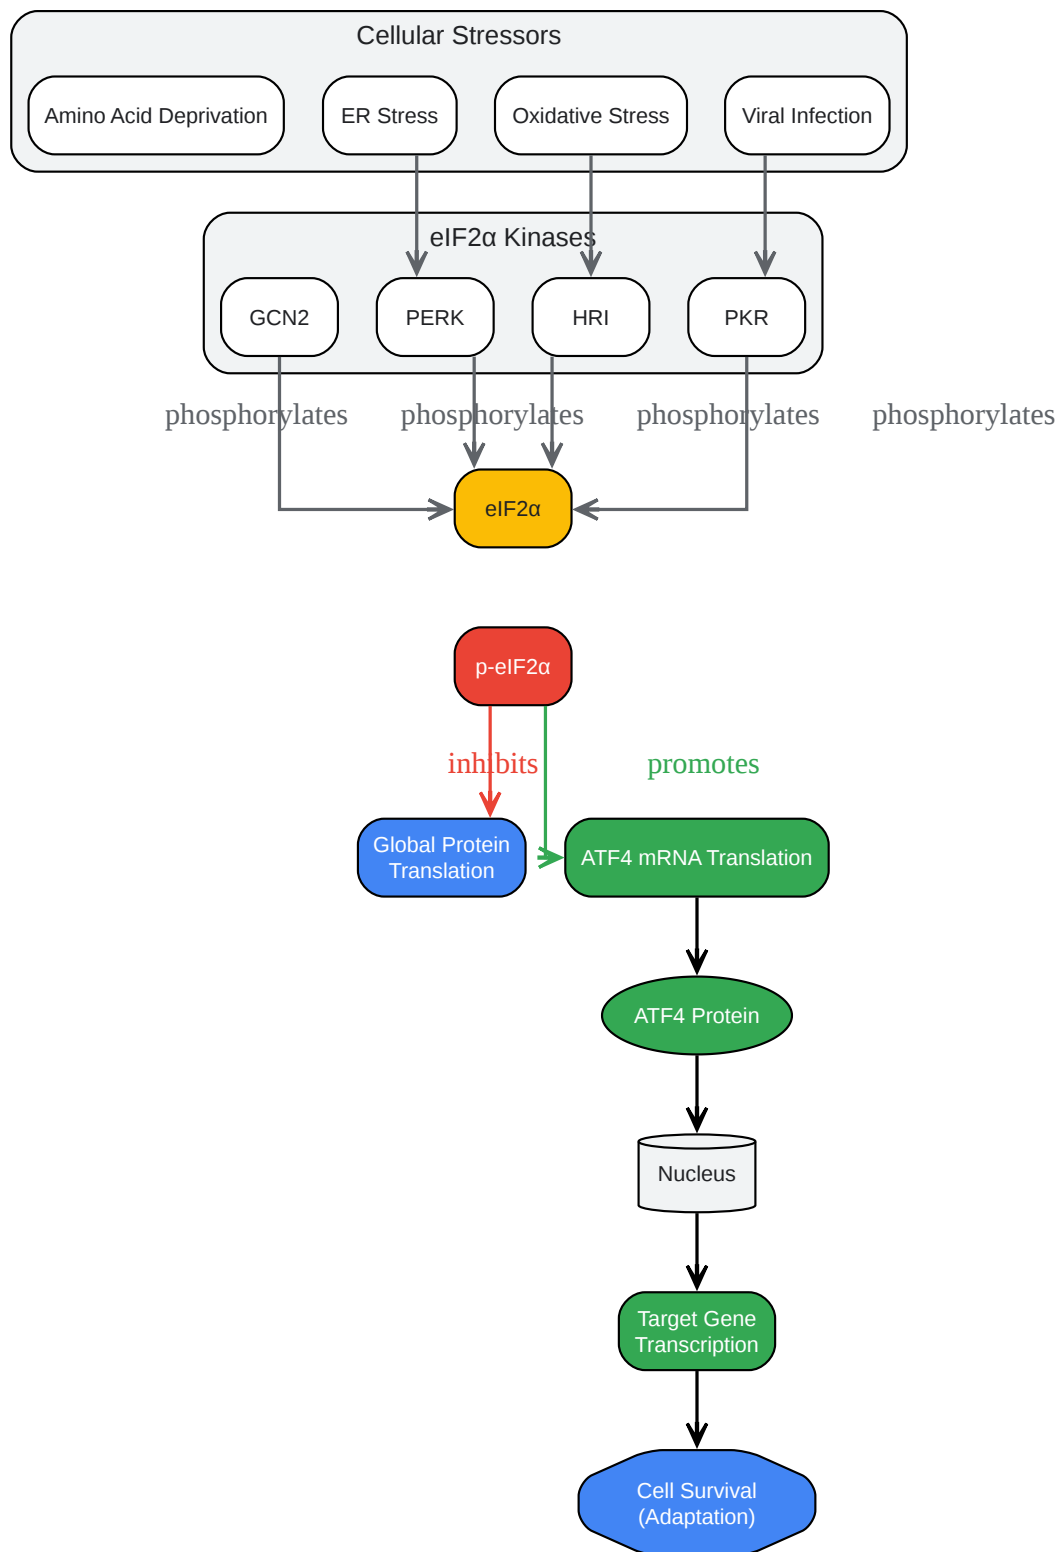 Cellular Stressors
Amino Acid Deprivation
ER Stress
Oxidative Stress
Viral Infection
eIF2α Kinases
GCN2
PERK
HRI
PKR
phosphorylates
phosphorylates
phosphorylates
phosphorylates
eIF2α
p-eIF2α
inhibits
promotes
Global Protein
Translation
ATF4 mRNA Translation
ATF4 Protein
Nucleus
Target Gene
Transcription
Cell Survival
(Adaptation)